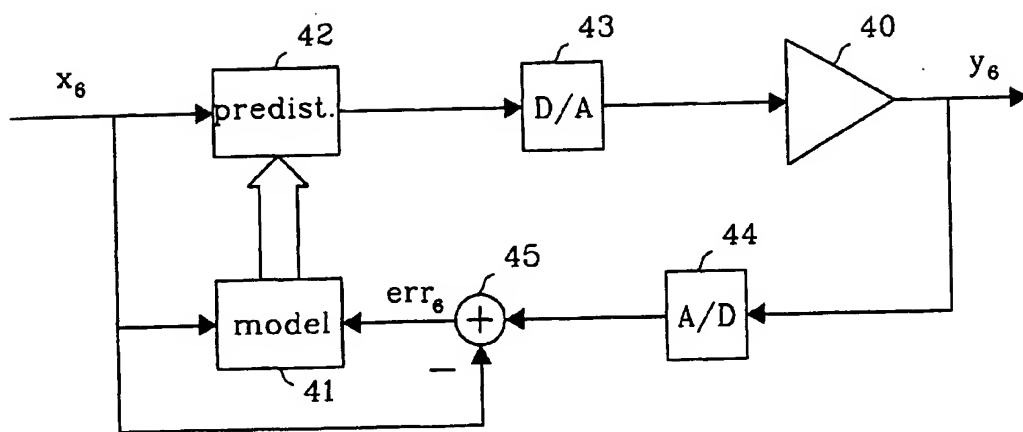 42
43
40
x₆
y₆
predist.
D/A
45
44
err₆
model
+
A/D
−
41